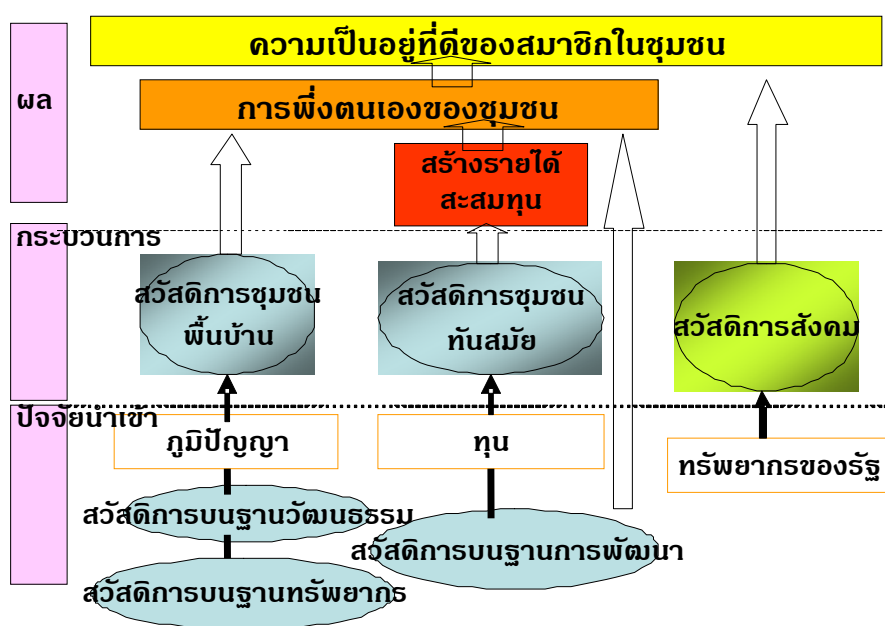 ความเป็นอยู่ที่ดีของสมาชิกในชุมชน
ผล
การพึ่งตนเองของชุมชน
สร้างรายได้
สะสมทุน
กระบวนการ
สวัสดิการชุมชน
พื้นบ้าน
สวัสดิการชุมชน
ทันสมัย
สวัสดิการสังคม
ปัจจัยนำเข้า
ภูมิปัญญา
ทุน
ทรัพยากรของรัฐ
สวัสดิการบนฐานวัฒนธรรม
สวัสดิการบนฐานการพัฒนา
สวัสดิการบนฐานทรัพยากร